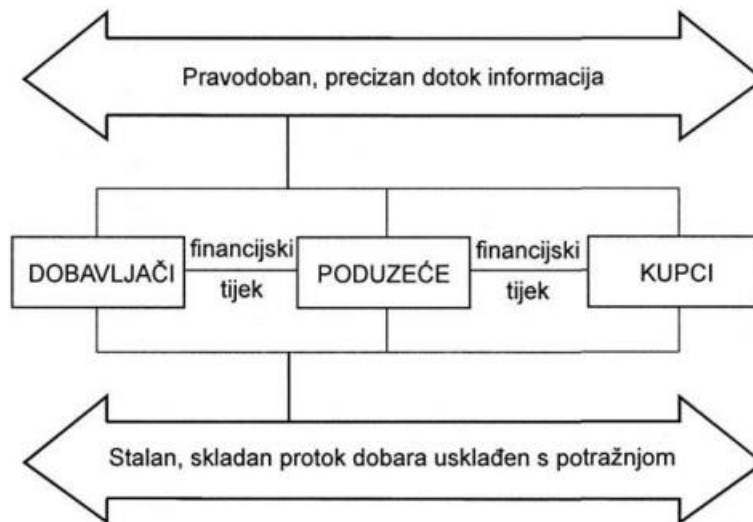 Pravodoban, precizan dotok informacija
DOBAVLJAČI
financijski
tijek
PODUZEĆE
financijski
tijek
KUPCI
Stalan, skladan protok dobara usklađen s potražnjom